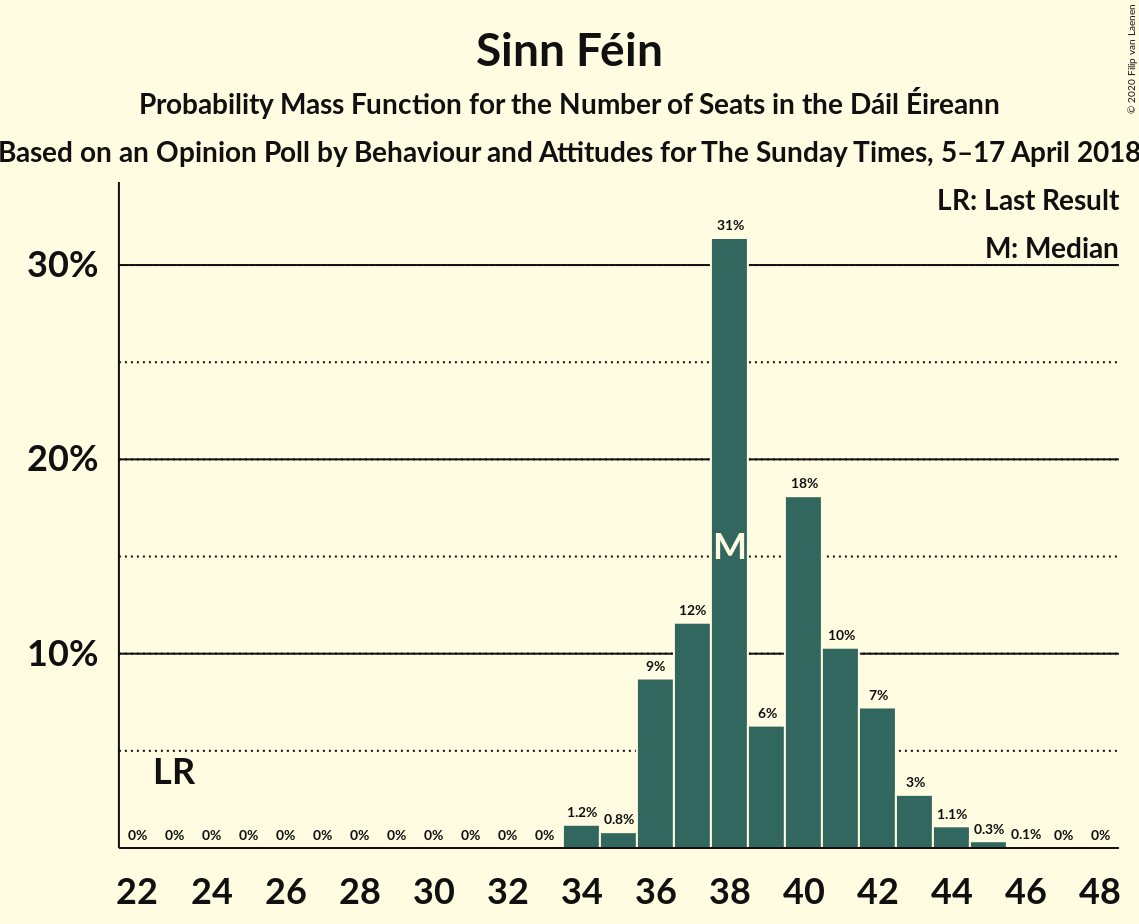 Sinn Féin
Probability Mass Function for the Number of Seats in the Dáil Éireann
Based on an Opinion Poll by Behaviour and Attitudes for The Sunday Times, 5–17 April 2018
© 2020 Filip van Laenen
LR: Last Result
M: Median
30%
20%
10%
31%
18%
12%
10%
9%
7%
6%
3%
M
LR
0% 0% 0% 0% 0% 0% 0% 0% 0% 0% 0% 0% 1.2% 0.8% 1.1% 0.3% 0.1% 0% 0%
22 24 26 28 30 32 34 36 38 40 42 44 46 48